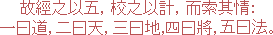 故經之以五，校之以計，而索其情:
一曰道，二曰天，三曰地,四曰將，五曰法。